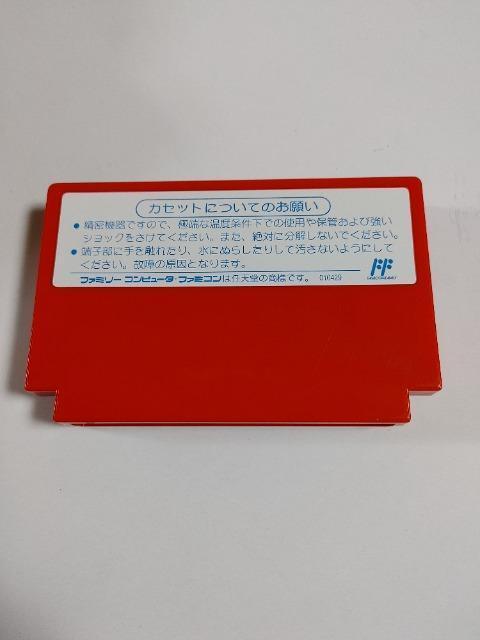 カセットについてのお願い
●精密機器ですので、極端な温度条件下での使用や保管および強い
ショックをさけてください。また、絶対に分解しないでください。
●端子部に手を触れたり、水にぬらしたりして汚さないようにして
ください。故障の原因となります。
ファミリーコンピュータ・ファミコンは任天堂の商標です。 010429